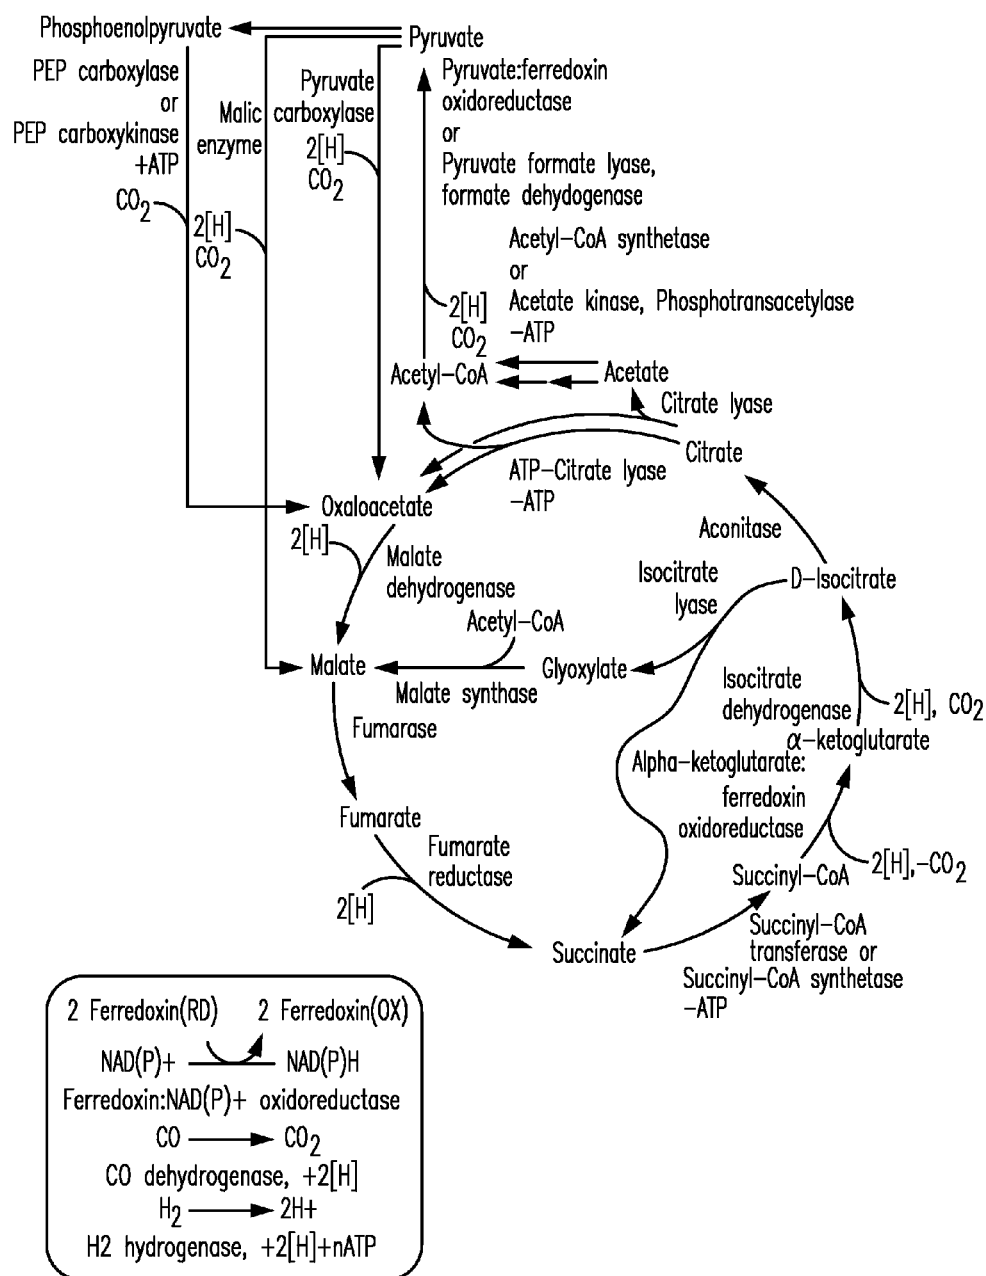 Phosphoenolpyruvate
Pyruvate
PEP carboxylase
or
PEP carboxykinase
+ATP
CO2
Malic
enzyme
2[H]
CO2
Pyruvate
carboxylase
2[H]
CO2
Pyruvate:ferredoxin
oxidoreductase
or
Pyruvate formate lyase,
formate dehydogenase
Acetyl-CoA synthetase
or
Acetate kinase, Phosphotransacetylase
-ATP
2[H]
CO2
Acetyl-CoA
Acetate
Citrate lyase
Citrate
ATP-Citrate lyase
-ATP
Oxaloacetate
Aconitase
2[H]
Malate
dehydrogenase
Isocitrate
lyase
D-Isocitrate
Acetyl-CoA
Malate
Glyoxylate
Malate synthase
Isocitrate
dehydrogenase
2[H], CO2
Fumarase
α-ketoglutarate
Alpha-ketoglutarate:
ferredoxin
oxidoreductase
Fumarate
Fumarate
reductase
2[H]
2[H],-CO2
Succinyl-CoA
Succinate
Succinyl-CoA
transferase or
Succinyl-CoA synthetase
-ATP
2 Ferredoxin(RD) 2 Ferredoxin(OX)
NAD(P)+ NAD(P)H
Ferredoxin:NAD(P)+ oxidoreductase
CO CO2
CO dehydrogenase, +2[H]
H2 2H+
H2 hydrogenase, +2[H]+nATP